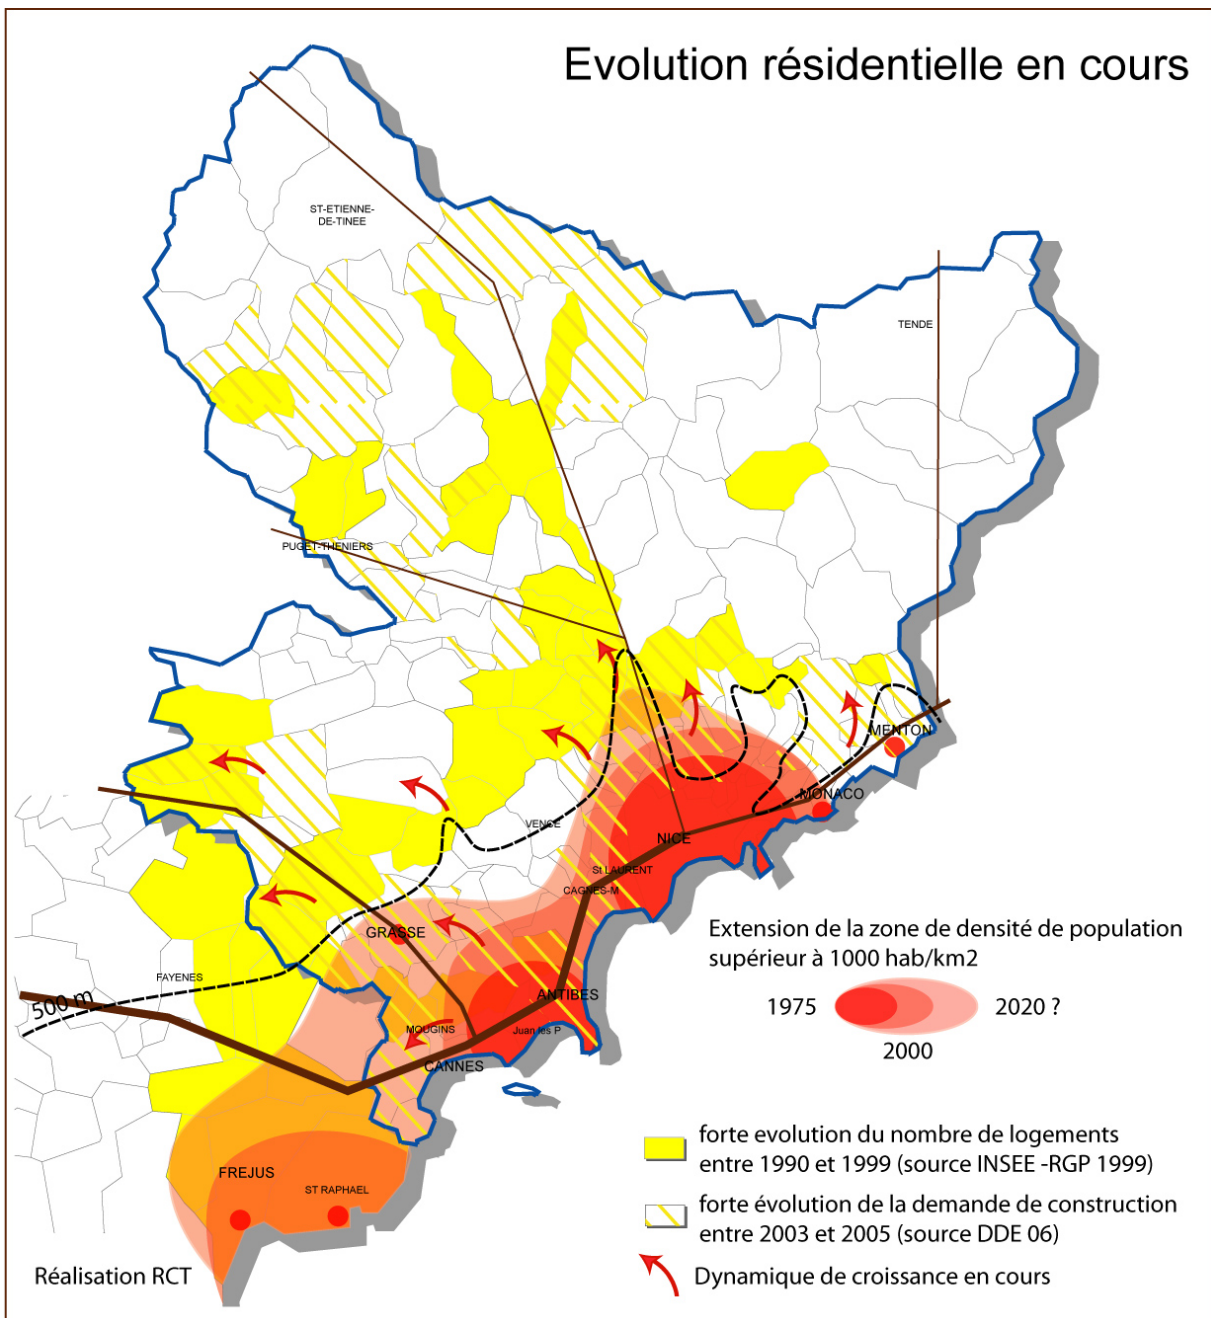 Evolution résidentielle en cours
ST-ETIENNE-
DE-TINEE
TENDE
PUGET-THENIERS
MENTON
MONACO
VENCE
NICE
St LAURENT
CAGNES-M
GRASSE
FAYENES
500 m
ANTIBES
MOUGINS
Juan les P
CANNES
FREJUS
ST RAPHAEL
Extension de la zone de densité de population
supérieur à 1000 hab/km2
1975
2020 ?
2000
forte evolution du nombre de logements
entre 1990 et 1999 (source INSEE -RGP 1999)
forte évolution de la demande de construction
entre 2003 et 2005 (source DDE 06)
Dynamique de croissance en cours
Réalisation RCT